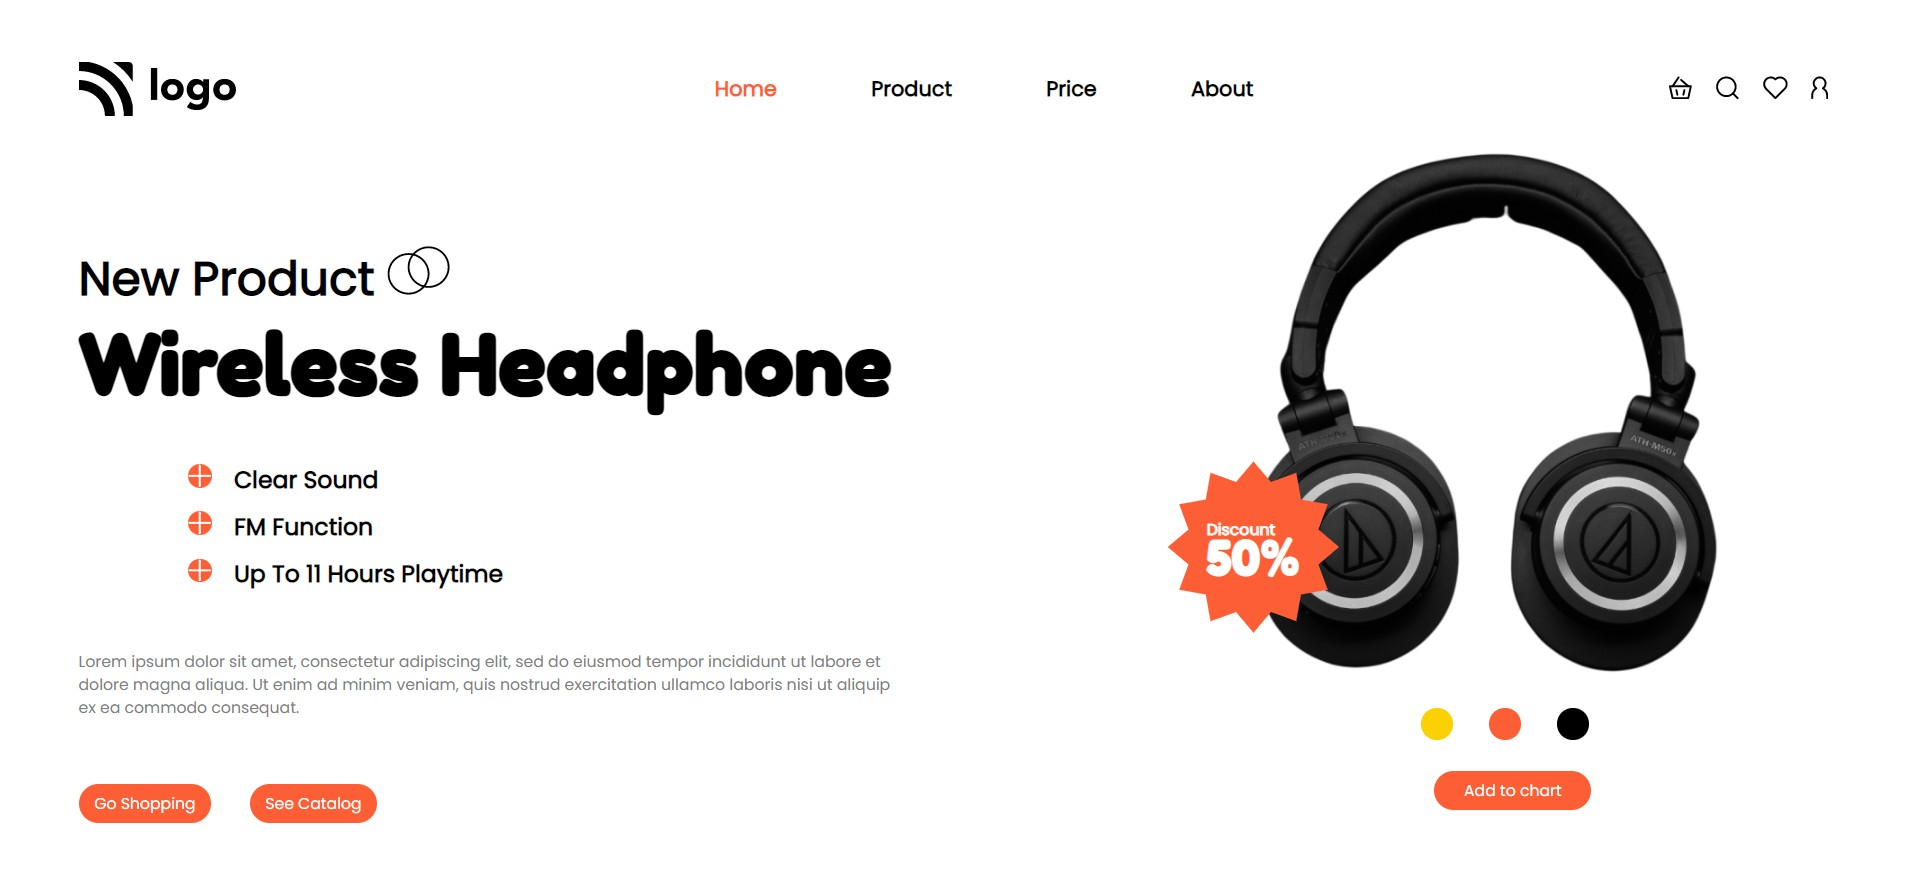 logo
Home
Product
Price
About
New Product
Wireless Headphone
Clear Sound
FM Function
Up To 11 Hours Playtime
Lorem ipsum dolor sit amet, consectetur adipiscing elit, sed do eiusmod tempor incididunt ut labore et
dolore magna aliqua. Ut enim ad minim veniam, quis nostrud exercitation ullamco laboris nisi ut aliquip
ex ea commodo consequat.
Go Shopping
See Catalog
ATH-M50x
Discount
50%
Add to chart